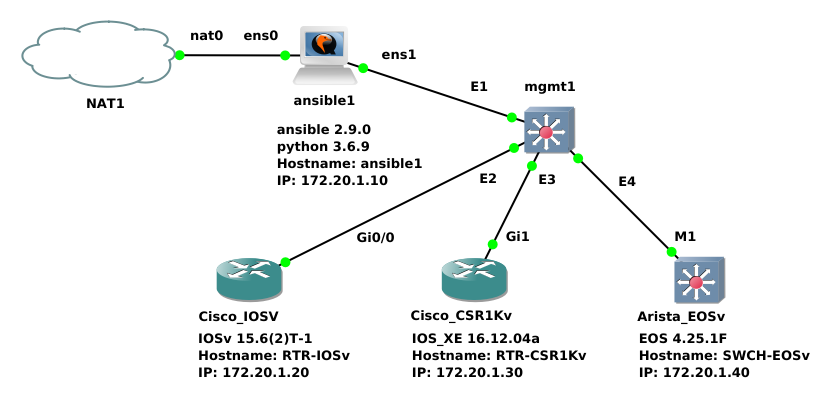 nat0 ens0
ens1
NAT1
ansible1
E1
mgmt1
ansible 2.9.0
python 3.6.9
Hostname: ansible1
IP: 172.20.1.10
E2
E3
E4
Gi0/0
Gi1
M1
Cisco_IOSV
IOSv 15.6(2)T-1
Hostname: RTR-IOSv
IP: 172.20.1.20
Cisco_CSR1Kv
IOS_XE 16.12.04a
Hostname: RTR-CSR1Kv
IP: 172.20.1.30
Arista_EOSv
EOS 4.25.1F
Hostname: SWCH-EOSv
IP: 172.20.1.40